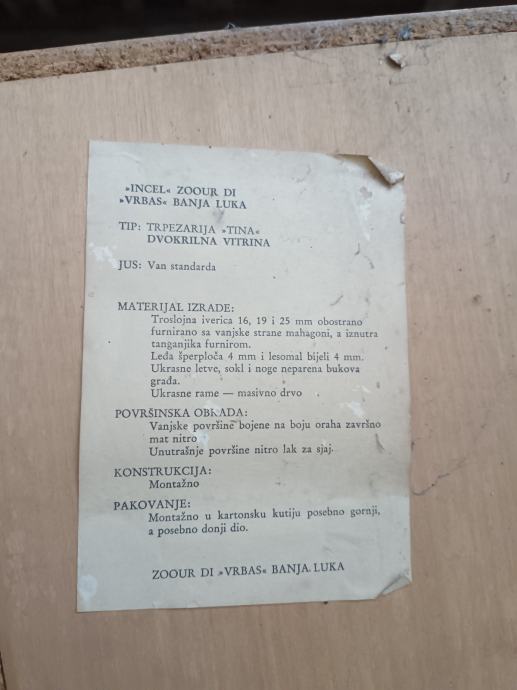 »INCEL« ZOOUR DI
»VRBAS« BANJA LUKA
TIP: TRPEZARIJA »TINA«
DVOKRILNA VITRINA
JUS: Van standarda
MATERIJAL IZRADE:
Troslojna iverica 16, 19 i 25 mm obostrano
furnirano sa vanjske strane mahagoni, a iznutra
tanganjika furnirom.
Leđa šperploča 4 mm i lesomal bijeli 4 mm.
Ukrasne letve, sokl i noge neparena bukova
građa.
Ukrasne rame — masivno drvo
POVRŠINSKA OBRADA:
Vanjske površine bojene na boju oraha završno
mat nitro
Unutrašnje površine nitro lak za sjaj.
KONSTRUKCIJA:
Montažno
PAKOVANJE:
Montažno u kartonsku kutiju posebno gornji,
a posebno donji dio.
ZOOUR DI »VRBAS« BANJA LUKA